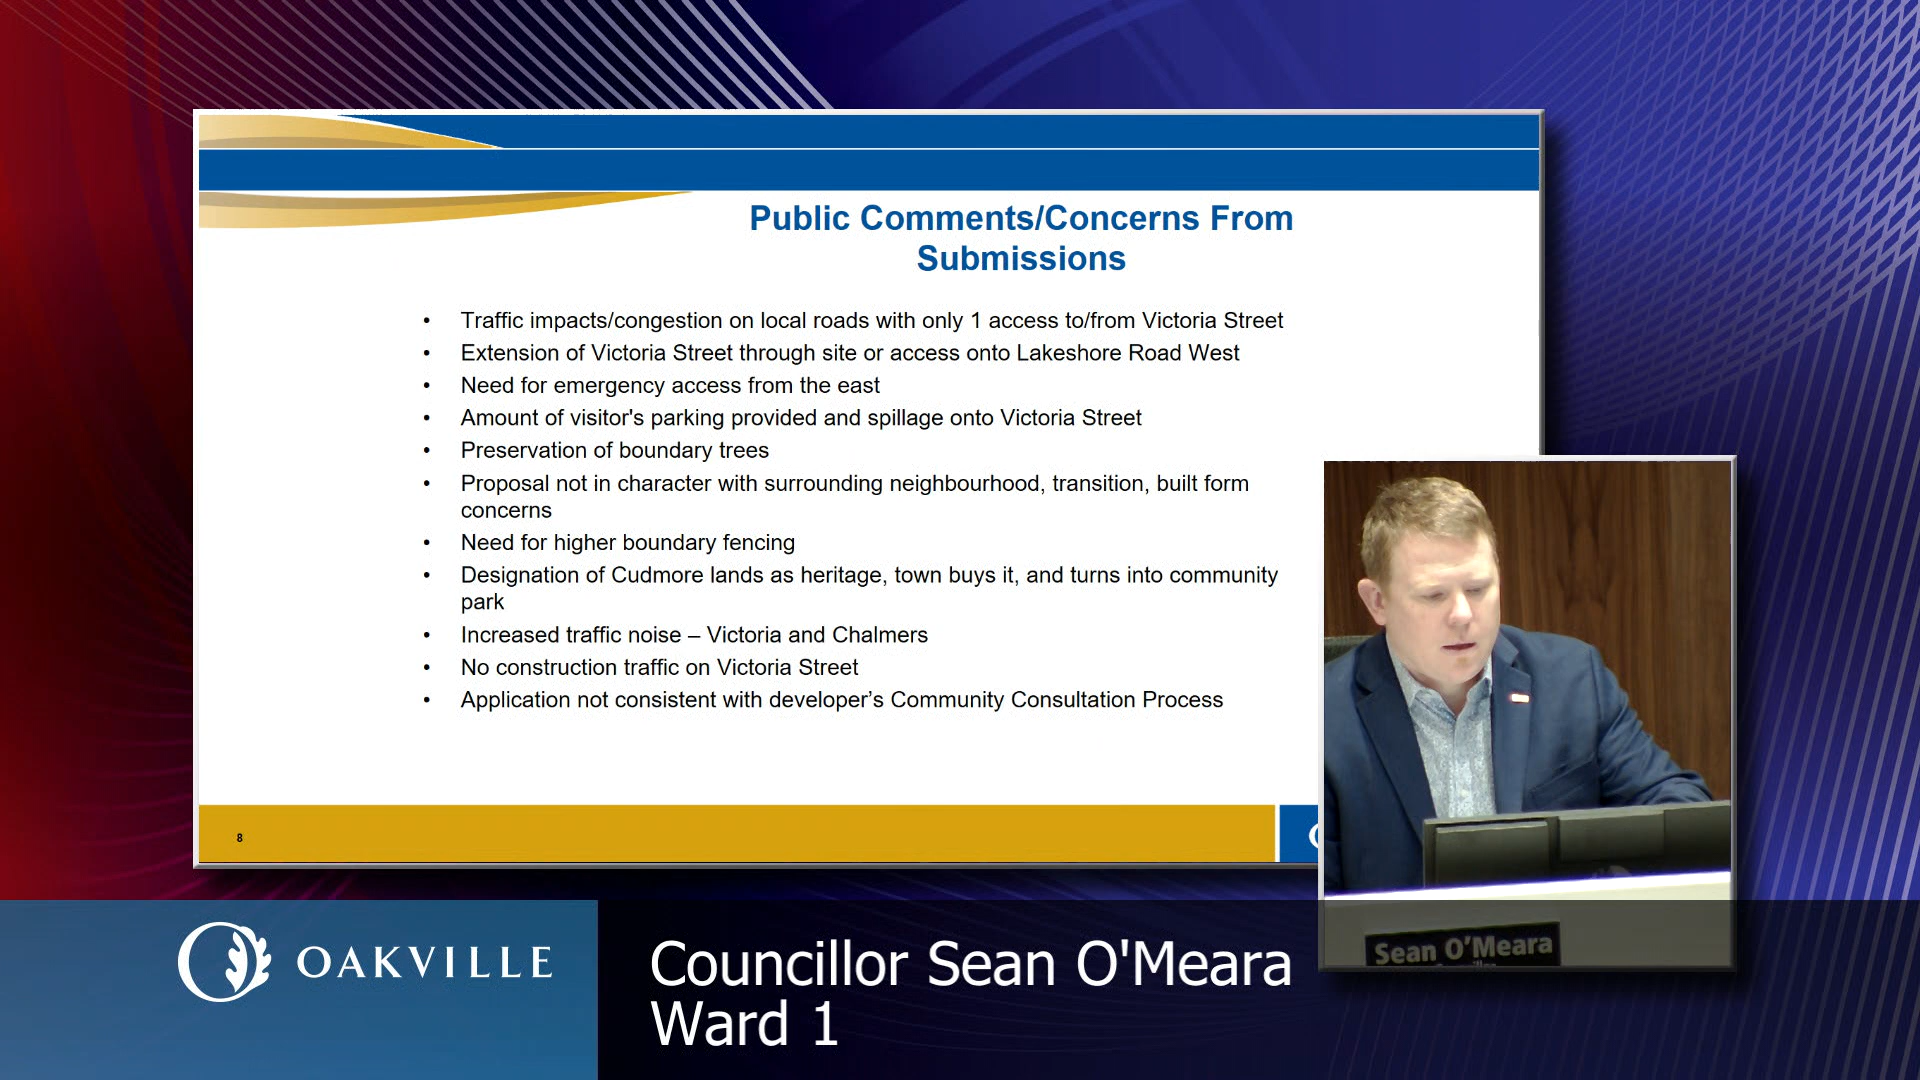 Public Comments/Concerns From
Submissions
• Traffic impacts/congestion on local roads with only 1 access to/from Victoria Street
• Extension of Victoria Street through site or access onto Lakeshore Road West
• Need for emergency access from the east
• Amount of visitor's parking provided and spillage onto Victoria Street
• Preservation of boundary trees
• Proposal not in character with surrounding neighbourhood, transition, built form
concerns
• Need for higher boundary fencing
• Designation of Cudmore lands as heritage, town buys it, and turns into community
park
• Increased traffic noise – Victoria and Chalmers
• No construction traffic on Victoria Street
• Application not consistent with developer’s Community Consultation Process
8
Sean O'Meara
OAKVILLE
Councillor Sean O'Meara
Ward 1